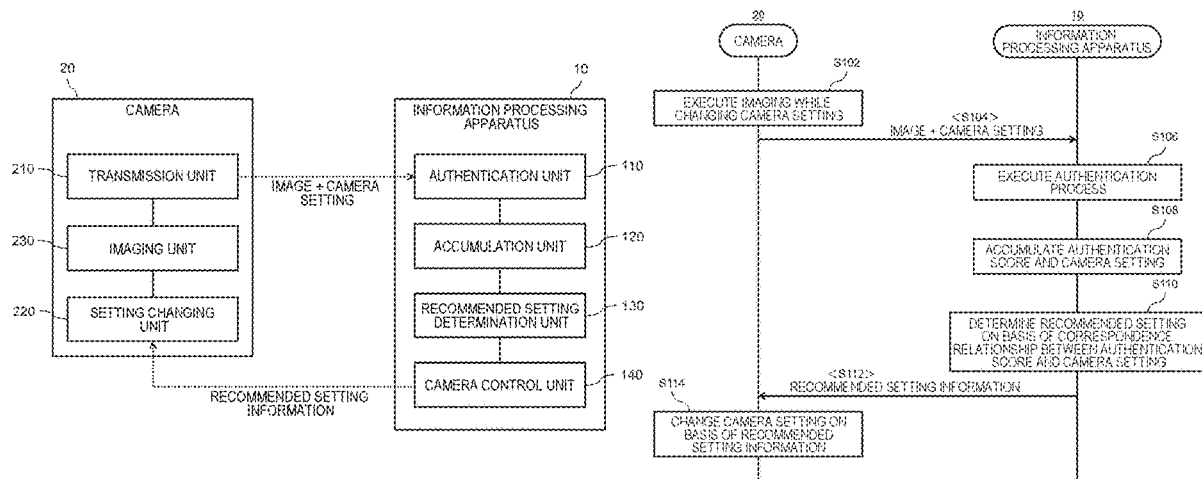 20
CAMERA
210
TRANSMISSION UNIT
230
IMAGING UNIT
220
SETTING CHANGING
UNIT
IMAGE + CAMERA
SETTING
RECOMMENDED SETTING
INFORMATION
10
INFORMATION PROCESSING
APPARATUS
AUTHENTICATION UNIT
110
ACCUMULATION UNIT
120
RECOMMENDED SETTING
DETERMINATION UNIT
130
CAMERA CONTROL UNIT
140
20
CAMERA
10
INFORMATION
PROCESSING APPARATUS
S102
EXECUTE IMAGING WHILE
CHANGING CAMERA SETTING
<S104>
IMAGE + CAMERA SETTING
S106
EXECUTE AUTHENTICATION
PROCESS
S108
ACCUMULATE AUTHENTICATION
SCORE AND CAMERA SETTING
S110
DETERMINE RECOMMENDED SETTING
ON BASIS OF CORRESPONDENCE
RELATIONSHIP BETWEEN AUTHENTICATION
SCORE AND CAMERA SETTING
<S112>
RECOMMENDED SETTING INFORMATION
S114
CHANGE CAMERA SETTING ON
BASIS OF RECOMMENDED
SETTING INFORMATION